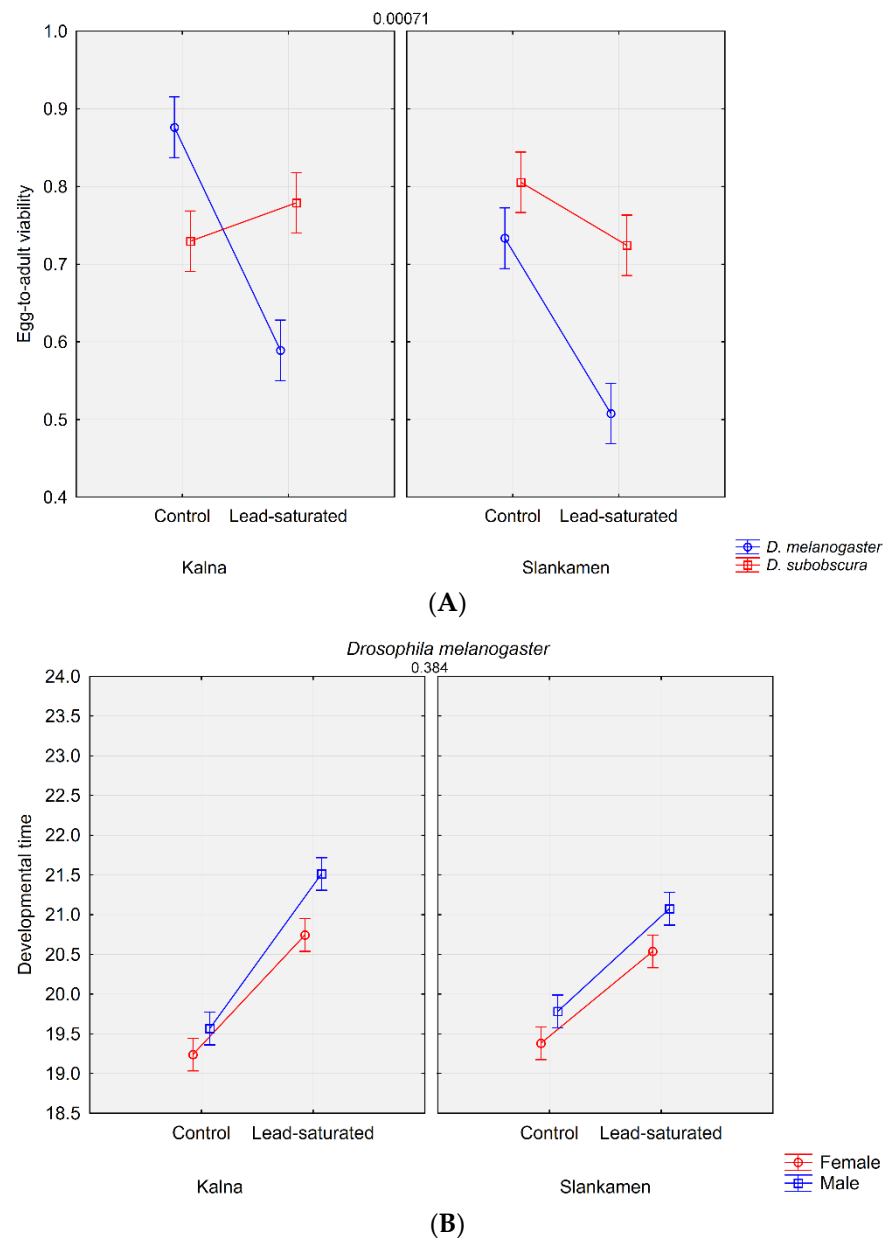 0.00071
1.0
0.9
0.8
0.7
0.6
0.5
0.4
Egg-to-adult viability
Control Lead-saturated Control Lead-saturated
Kalna Slankamen
D. melanogaster
D. subobscura
(A)
Drosophila melanogaster
0.384
24.0
23.5
23.0
22.5
22.0
21.5
21.0
20.5
20.0
19.5
19.0
18.5
Developmental time
Control Lead-saturated Control Lead-saturated
Kalna Slankamen
Female
Male
(B)